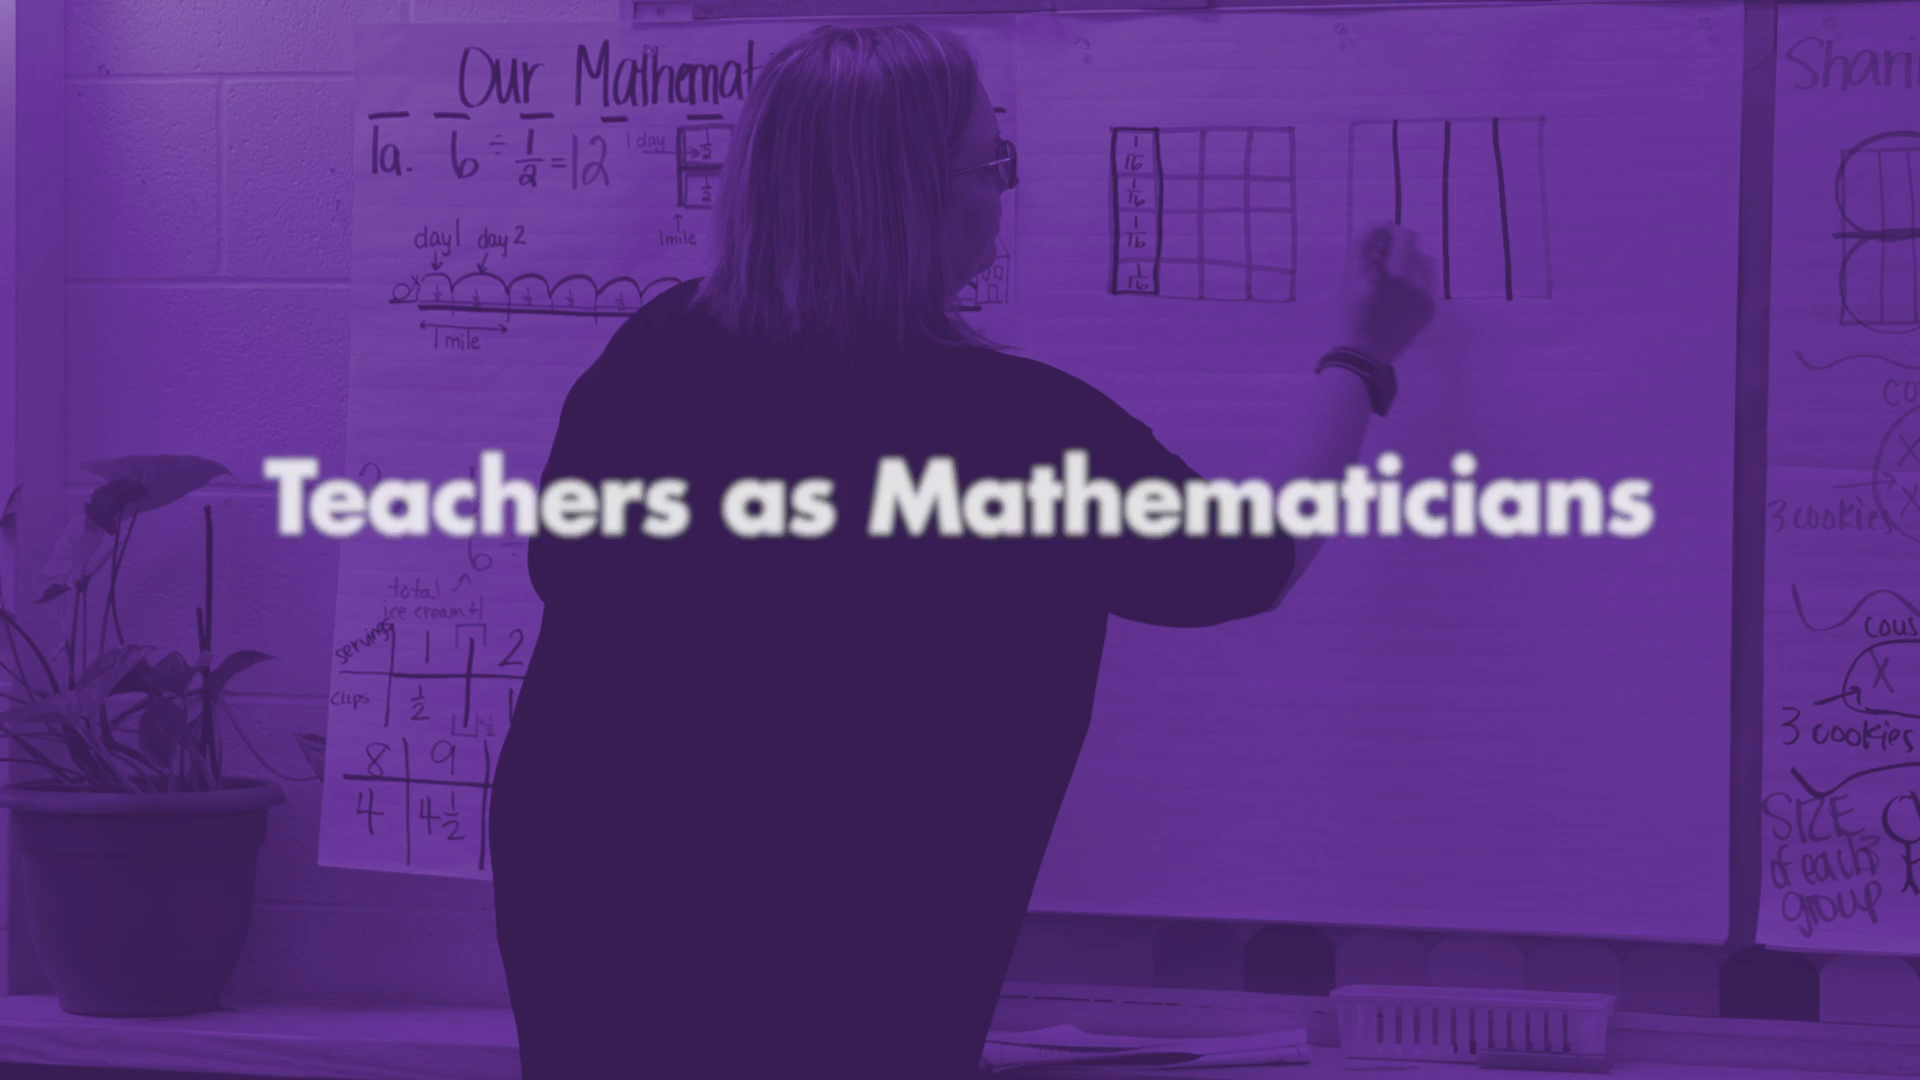 Our Mathemat
1a. 6 ÷ 1/2 = 12
1 day
1/2
1/2
1 mile
day 1 day 2
1 mile
Teachers as Mathematicians
6 ÷
total
ice cream
servings 1 2
cups 1/2 1
8 9
4 4 1/2
1/16
1/16
1/16
1/16
Shari
3 cookies
cous
X
3 cookies
SIZE
of each
group